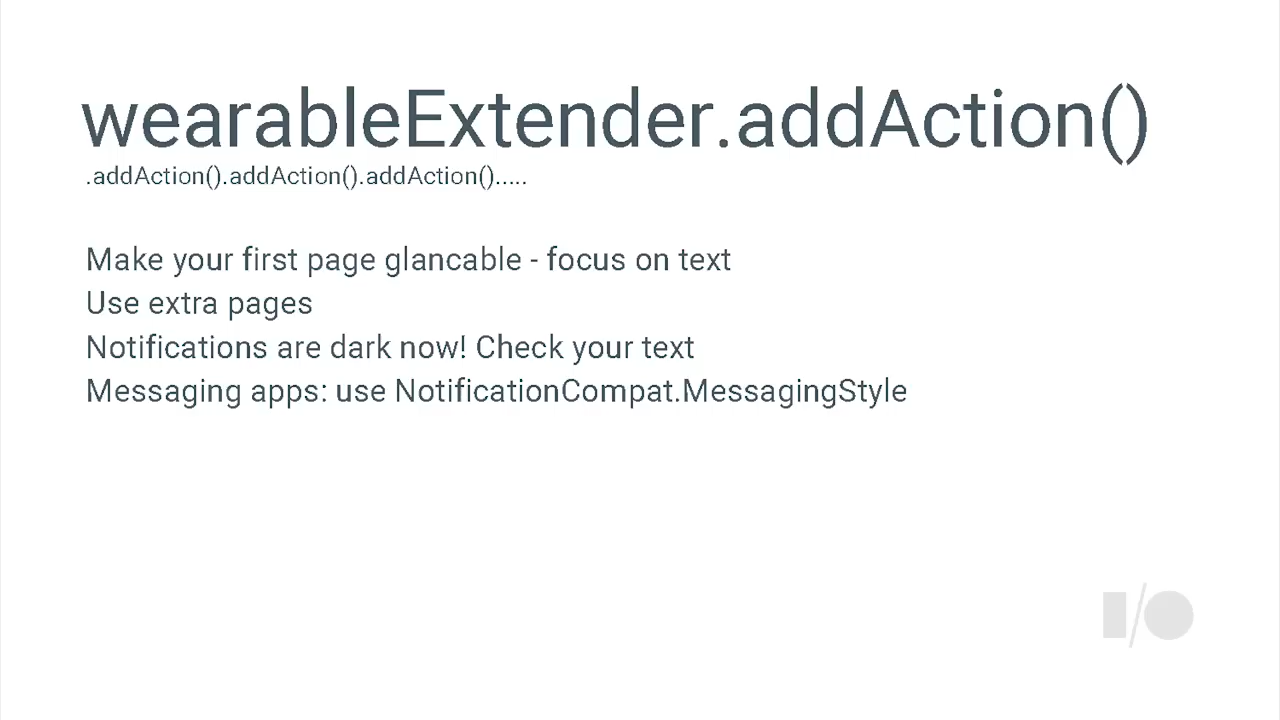 wearableExtender.addAction()
.addAction().addAction().addAction().....
Make your first page glancable - focus on text
Use extra pages
Notifications are dark now! Check your text
Messaging apps: use NotificationCompat.MessagingStyle
I/O